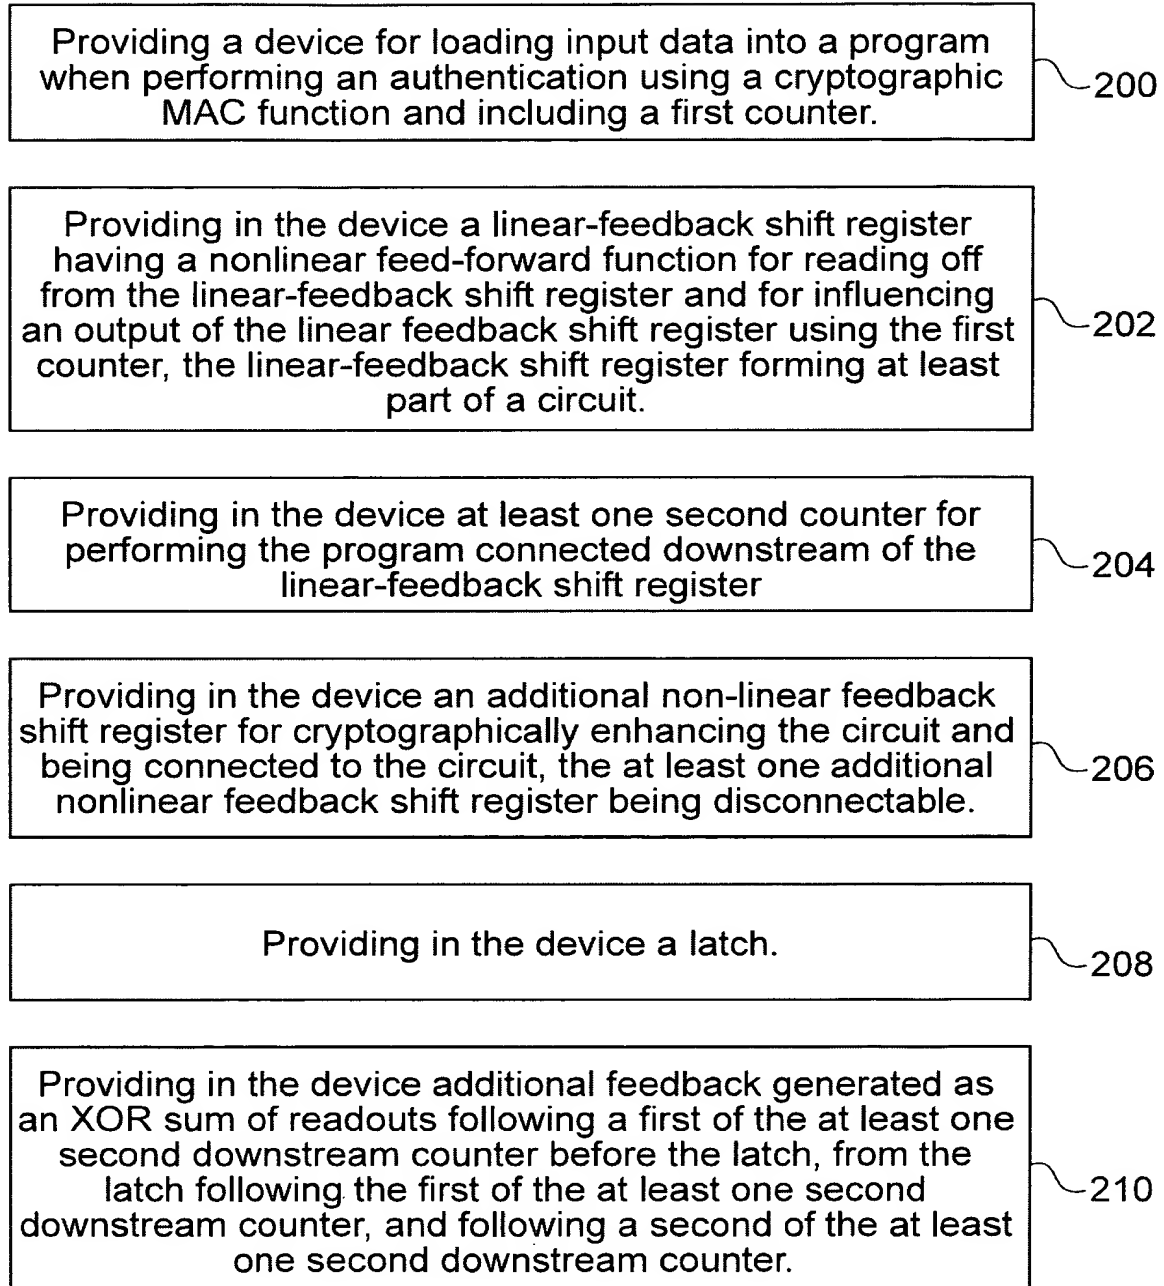 Providing a device for loading input data into a program
when performing an authentication using a cryptographic
MAC function and including a first counter.
200
Providing in the device a linear-feedback shift register
having a nonlinear feed-forward function for reading off
from the linear-feedback shift register and for influencing
an output of the linear feedback shift register using the first
counter, the linear-feedback shift register forming at least
part of a circuit.
202
Providing in the device at least one second counter for
performing the program connected downstream of the
linear-feedback shift register
204
Providing in the device an additional non-linear feedback
shift register for cryptographically enhancing the circuit and
being connected to the circuit, the at least one additional
nonlinear feedback shift register being disconnectable.
206
Providing in the device a latch.
208
Providing in the device additional feedback generated as
an XOR sum of readouts following a first of the at least one
second downstream counter before the latch, from the
latch following the first of the at least one second
downstream counter, and following a second of the at least
one second downstream counter.
210